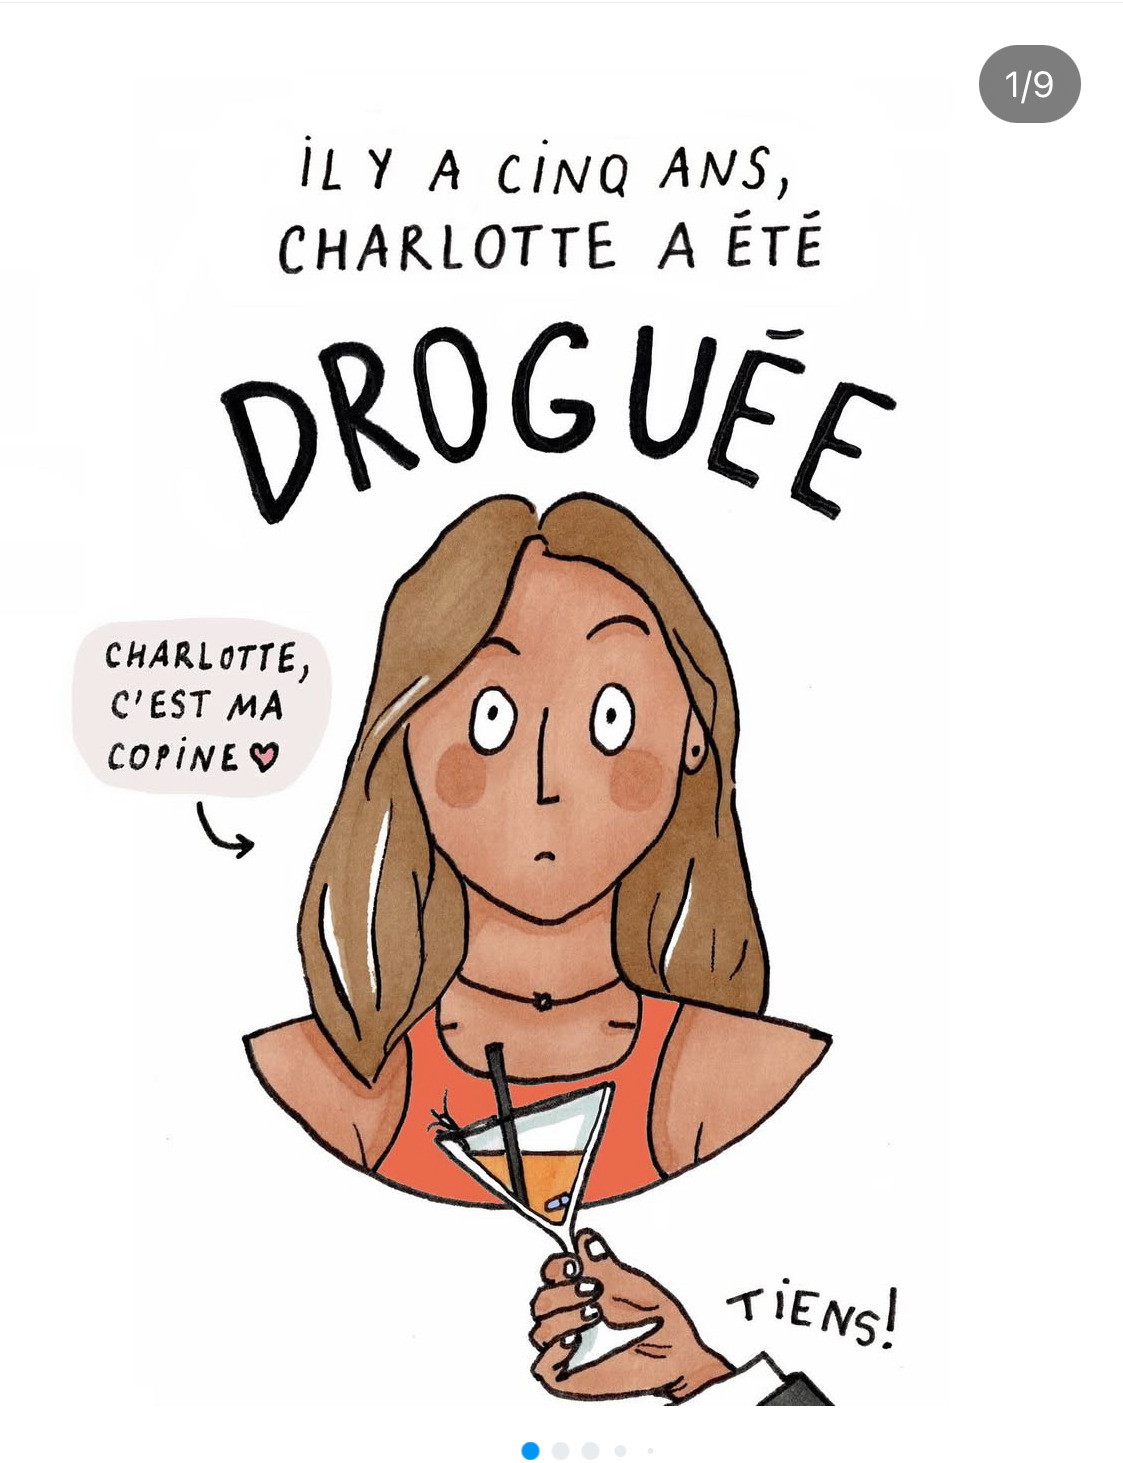 1/9
iL Y A CiNQ ANS,
CHARLOTTE A ÉTÉ
DROGUÉE
CHARLOTTE,
C'EST MA
COPiNE
TiENS!